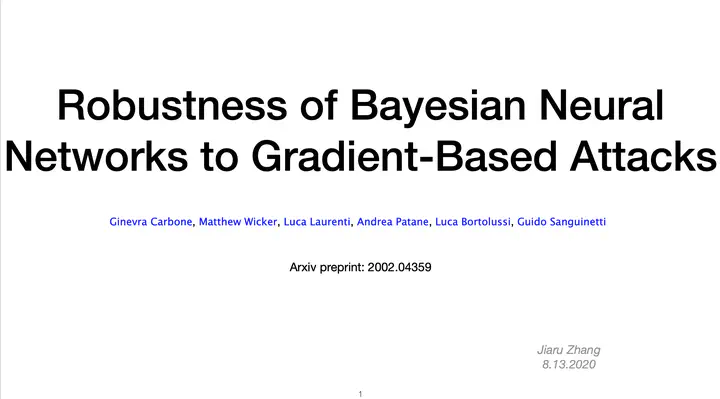 Robustness of Bayesian Neural
Networks to Gradient-Based Attacks
Ginevra Carbone, Matthew Wicker, Luca Laurenti, Andrea Patane, Luca Bortolussi, Guido Sanguinetti
Arxiv preprint: 2002.04359
Jiaru Zhang
8.13.2020
1